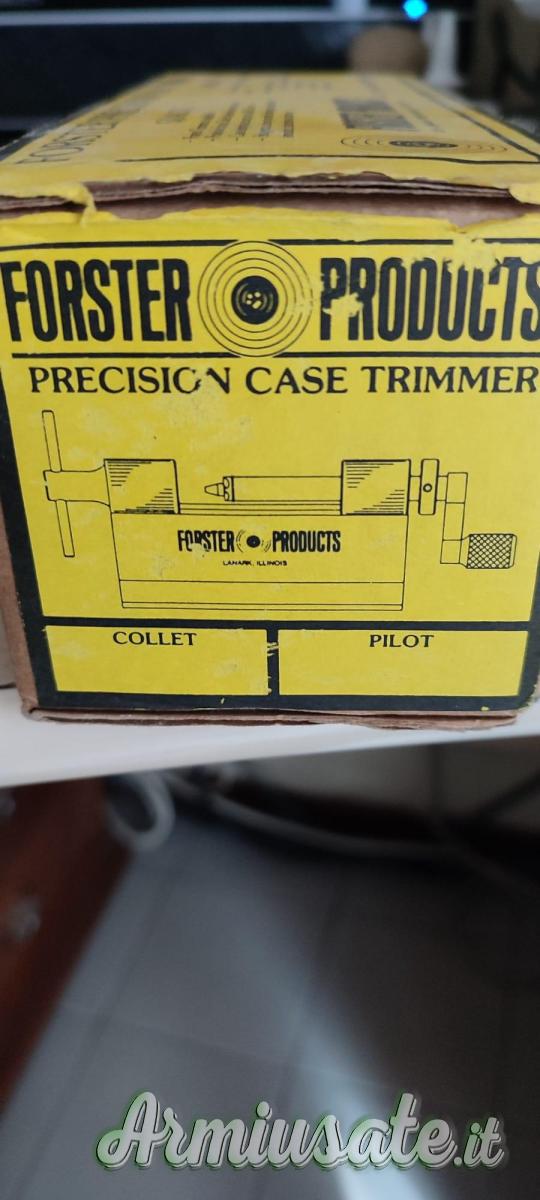 FORSTER PRODUCTS
PRECISION CASE TRIMMER
FORSTER PRODUCTS
LANARK, ILLINOIS
COLLET
PILOT
Armiusate.it